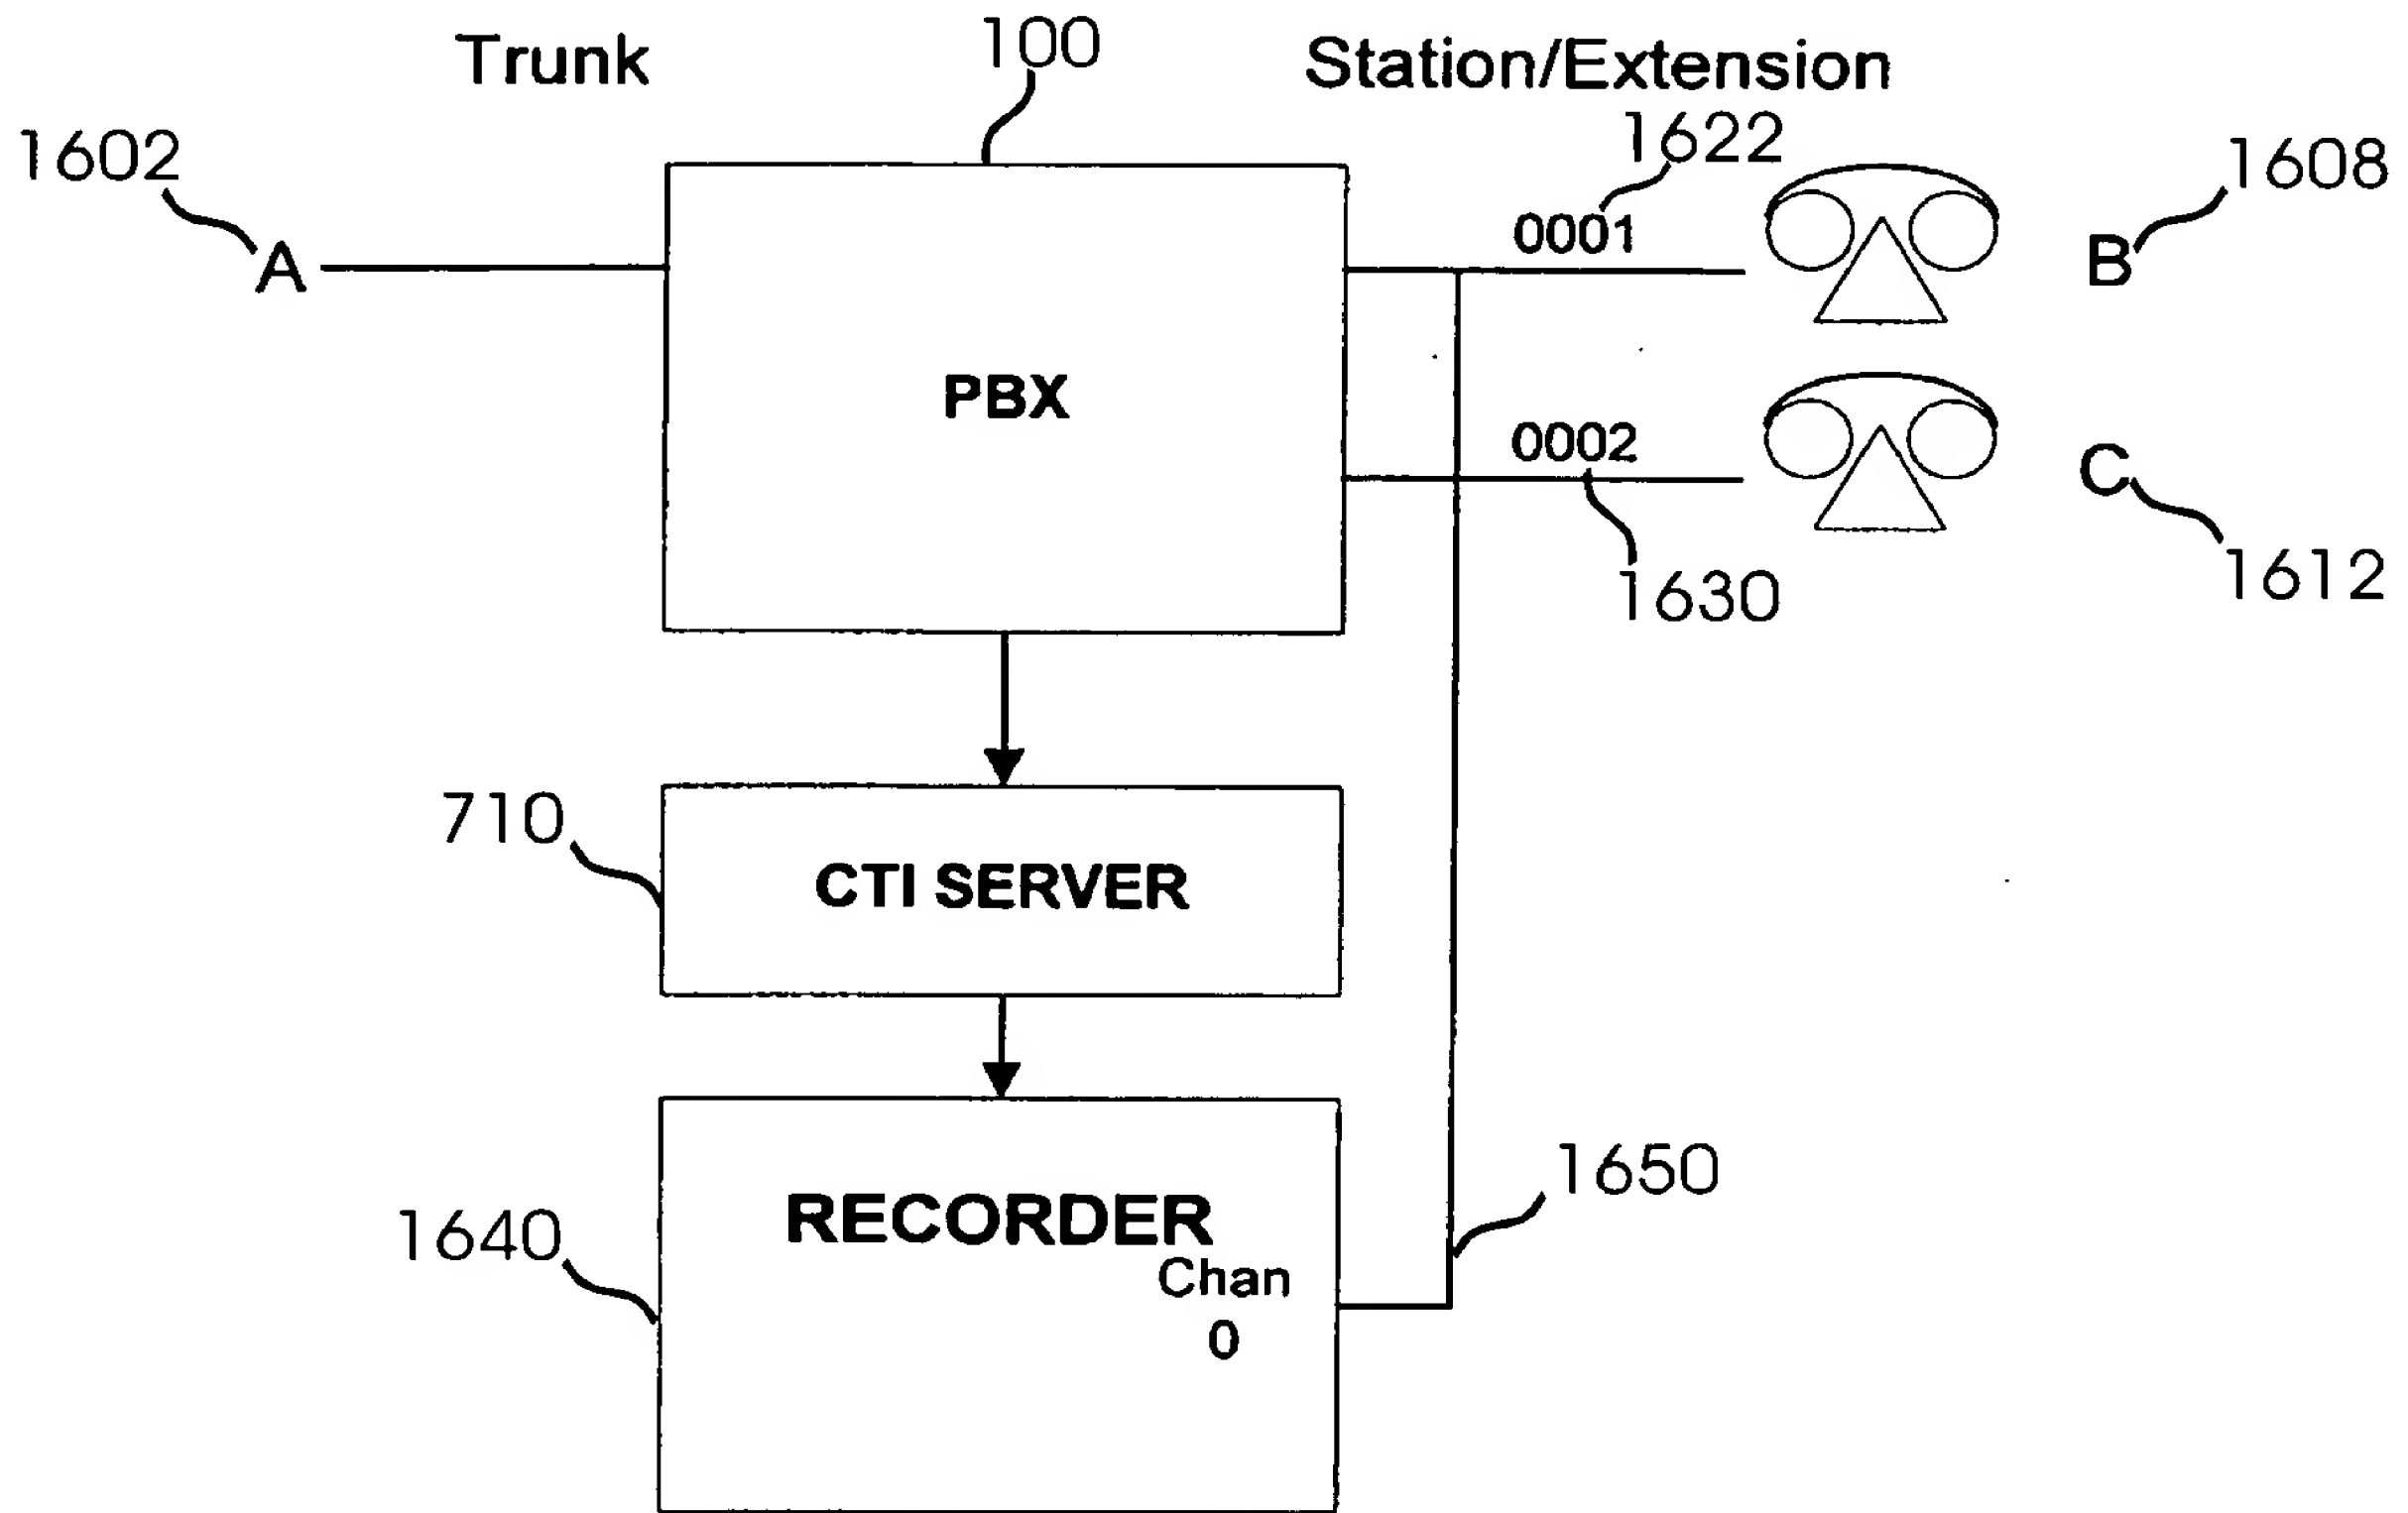 Trunk
100
Station/Extension
1602
1622
1608
A
0001
B
PBX
0002
C
1630
1612
710
CTI SERVER
1640
RECORDER
Chan
0
1650